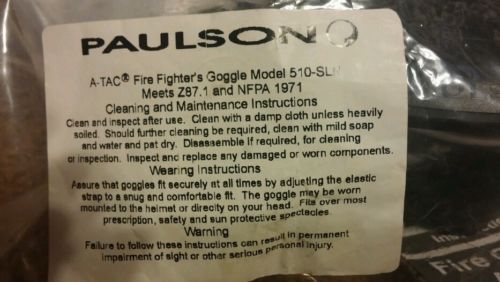 PAULSON
A-TAC® Fire Fighter's Goggle Model 510-SLN
Meets Z87.1 and NFPA 1971
Cleaning and Maintenance Instructions
Clean and inspect after use. Clean with a damp cloth unless heavily
soiled. Should further cleaning be required, clean with mild soap
and water and pat dry. Disassemble if required, for cleaning
or inspection. Inspect and replace any damaged or worn components.
Wearing Instructions
Assure that goggles fit securely at all times by adjusting the elastic
strap to a snug and comfortable fit. The goggle may be worn
mounted to the helmet or directly on your head. Fits over most
prescription, safety and sun protective spectacles.
Warning
Failure to follow these instructions can result in permanent
impairment of sight or other serious personal injury.
Fire